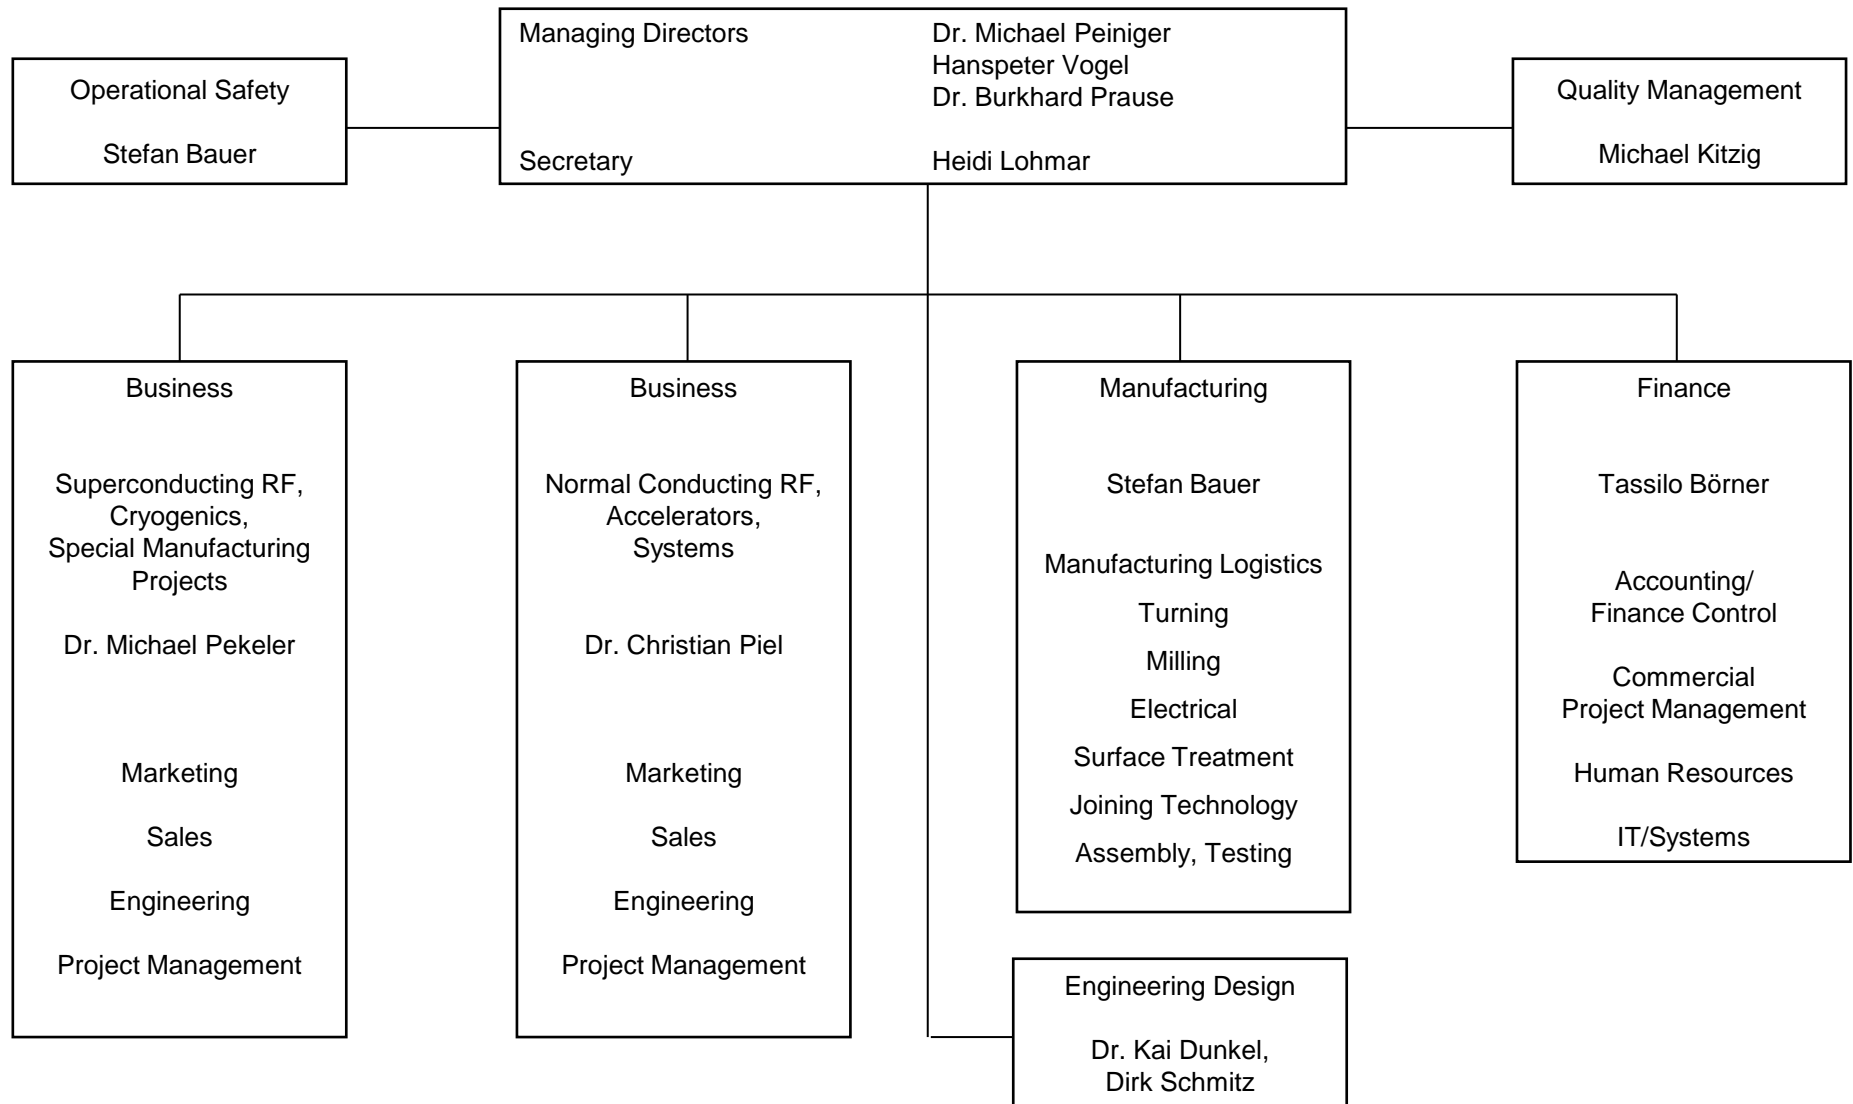 Managing Directors Dr. Michael Peiniger
Hanspeter Vogel
Dr. Burkhard Prause
Secretary Heidi Lohmar
Operational Safety
Stefan Bauer
Quality Management
Michael Kitzig
Business
Superconducting RF,
Cryogenics,
Special Manufacturing
Projects
Dr. Michael Pekeler
Marketing
Sales
Engineering
Project Management
Business
Normal Conducting RF,
Accelerators,
Systems
Dr. Christian Piel
Marketing
Sales
Engineering
Project Management
Manufacturing
Stefan Bauer
Manufacturing Logistics
Turning
Milling
Electrical
Surface Treatment
Joining Technology
Assembly, Testing
Finance
Tassilo Börner
Accounting/
Finance Control
Commercial
Project Management
Human Resources
IT/Systems
Engineering Design
Dr. Kai Dunkel,
Dirk Schmitz